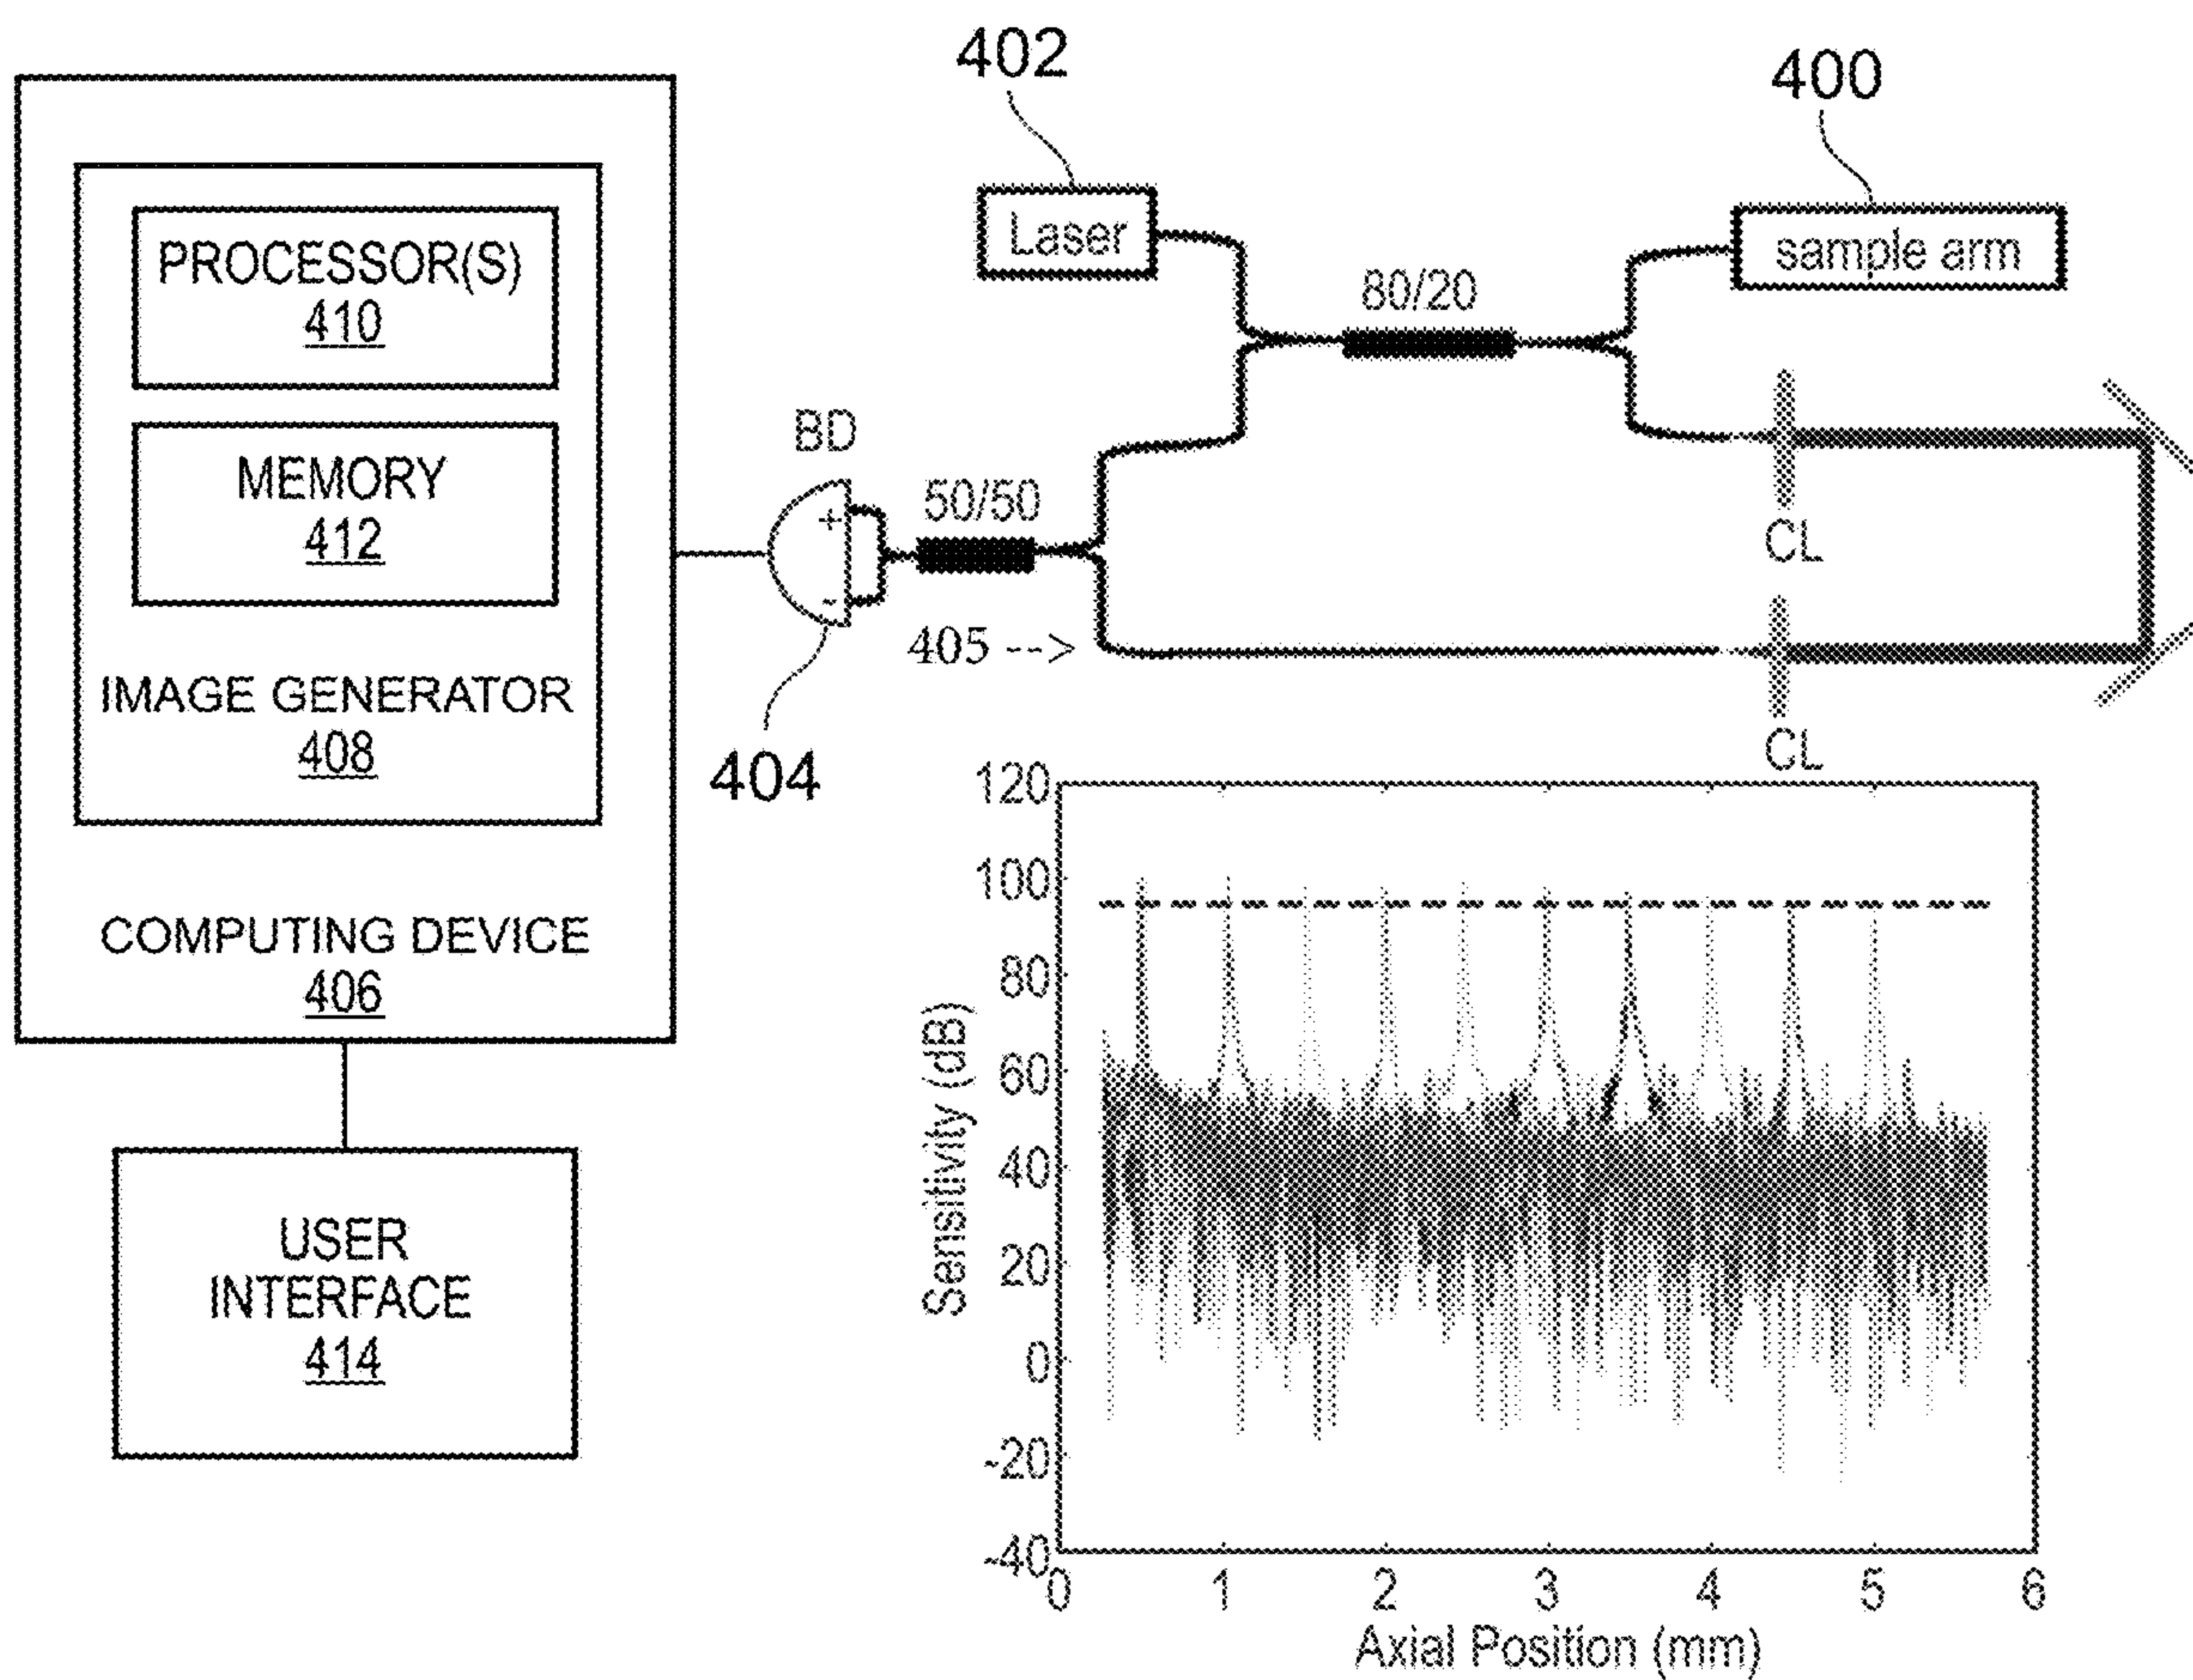 PROCESSOR(S)
410
MEMORY
412
IMAGE GENERATOR
408
COMPUTING DEVICE
406
USER
INTERFACE
414
402
400
Laser
sample arm
80/20
BD
50/50
+
-
405 -->
404
CL
CL
120
100
80
60
40
20
0
-20
-40
Sensitivity (dB)
0 1 2 3 4 5 6
Axial Position (mm)